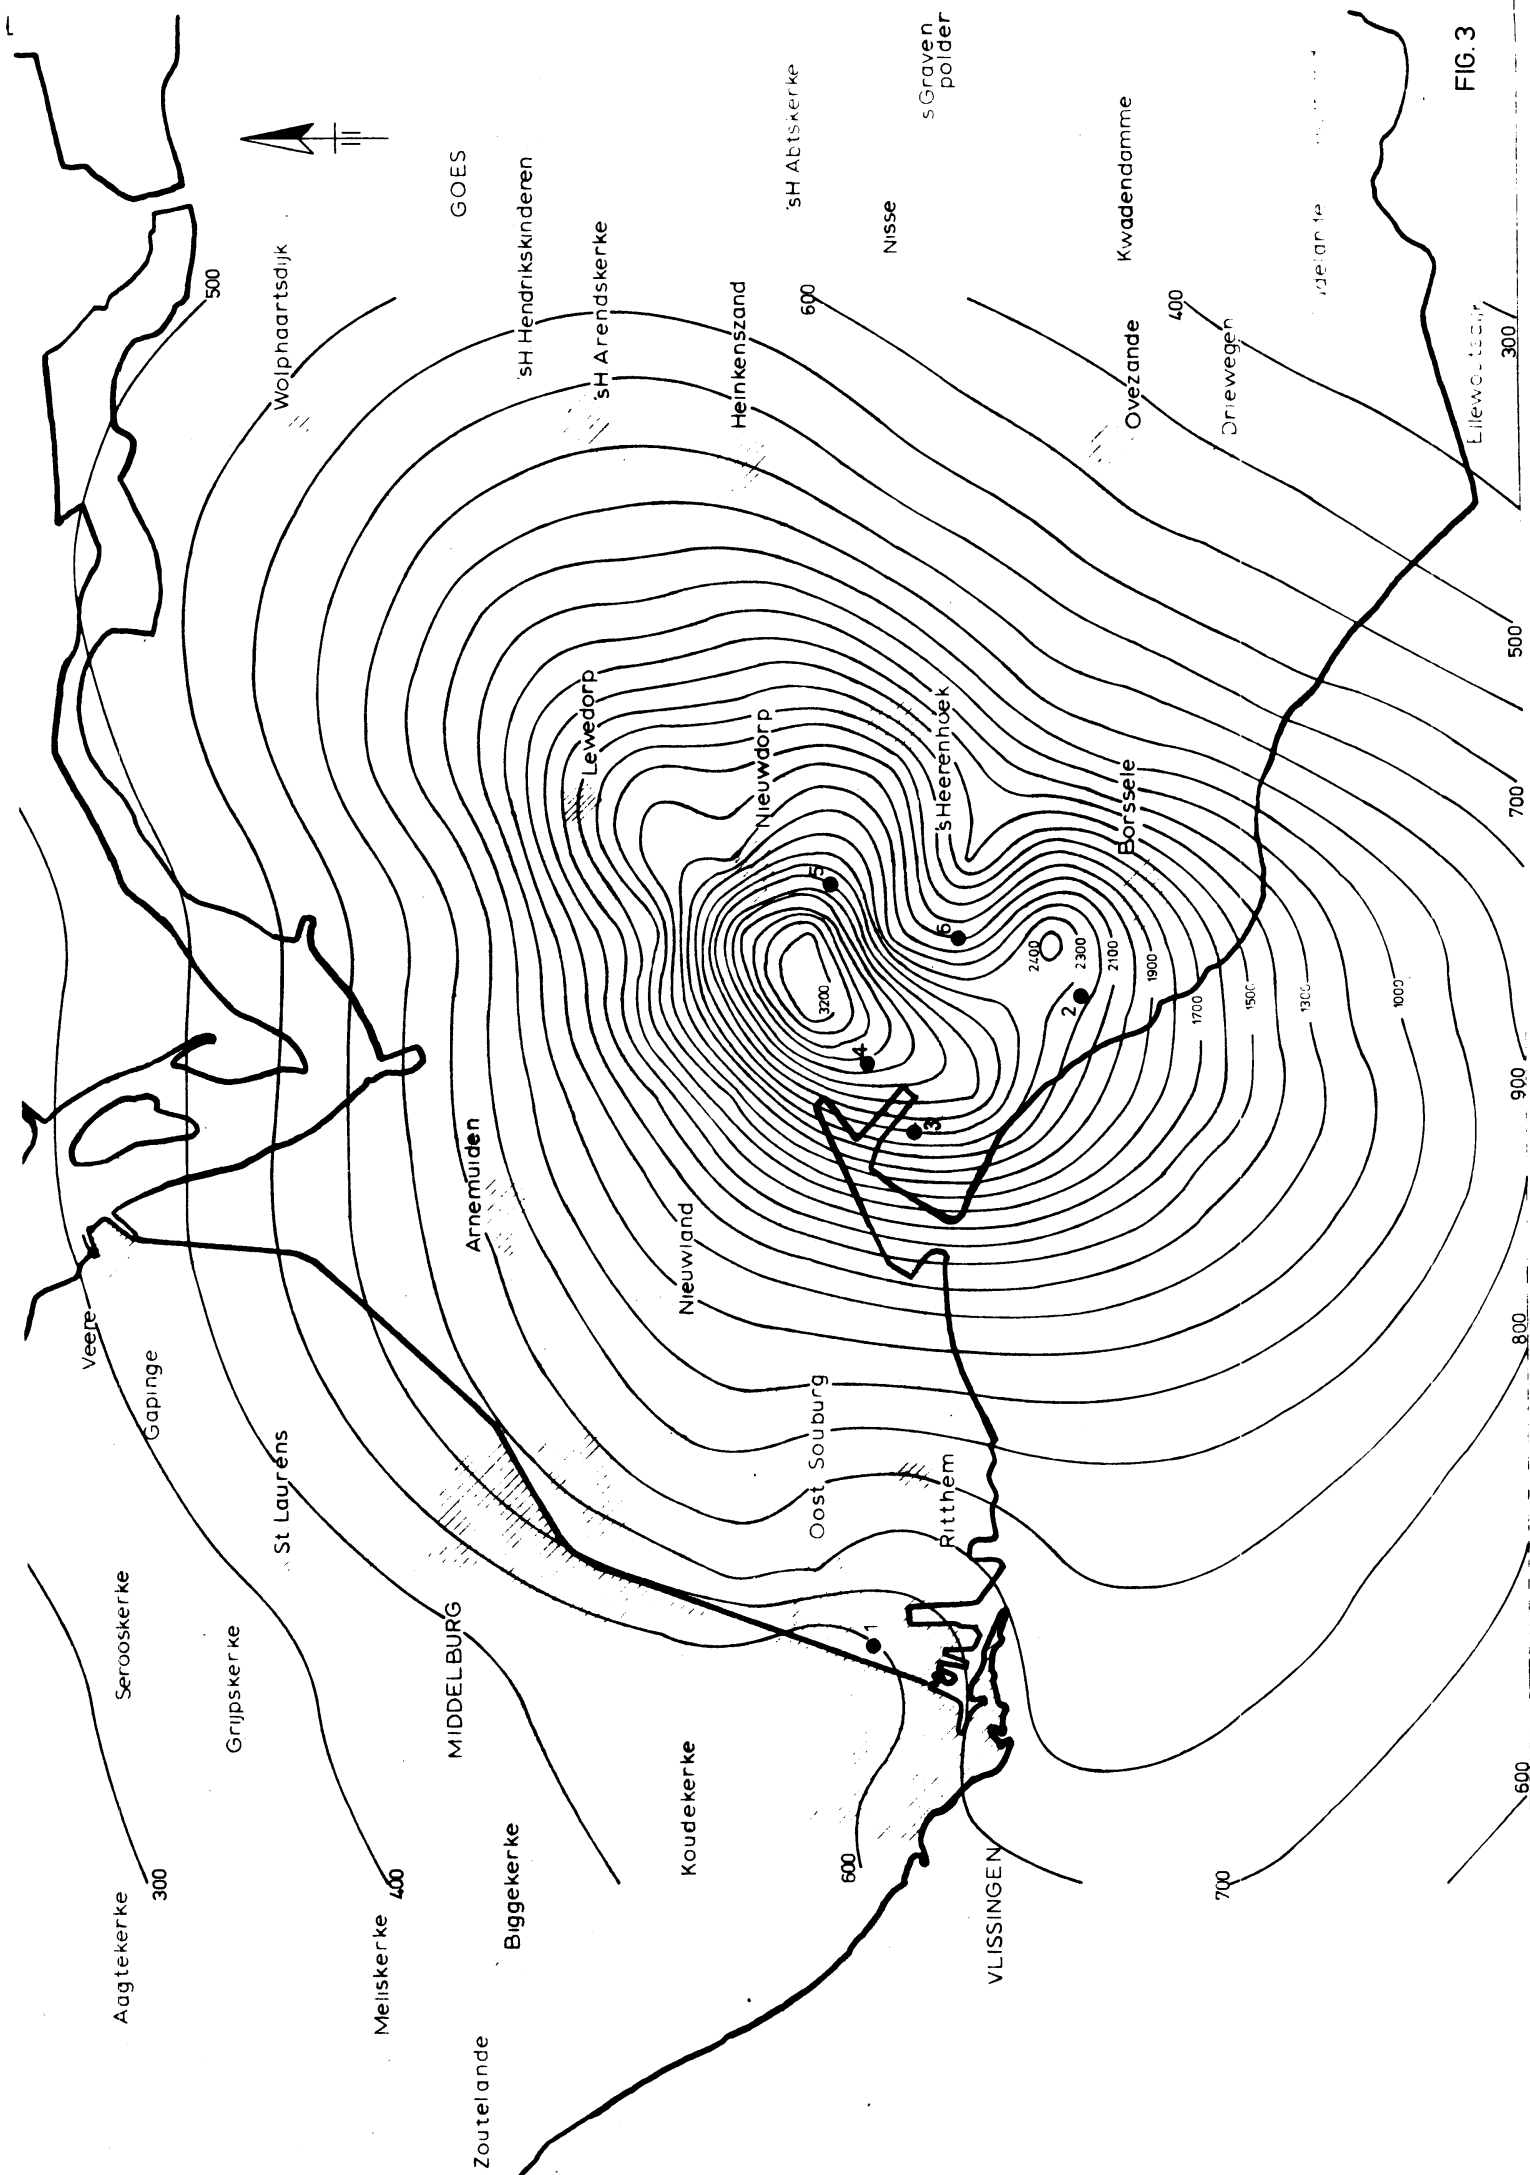 Aagtekerke
Serooskerke
Gapinge
Veere
300
Grijpskerke
St Laurens
500
Wolphaartsdijk
Meliskerke
400
Zoutelande
MIDDELBURG
Arnemuiden
GOES
Biggekerke
'sH Hendrikskinderen
Lewedorp
'sH Arendskerke
Koudekerke
Nieuwland
Nieuwdorp
Heinkenszand
'sH Abtskerke
600
Oost Souburg
3200
5
600
1
4
Nisse
3
6
'sHeerenhoek
s Graven
polder
VLISSINGEN
Ritthem
2400
2300
2
2100
1900
Borssele
Ovezande
Kwadendamme
400
1700
1500
1300
Driewegen
700
1000
300
600
800
900
700
500
FIG. 3